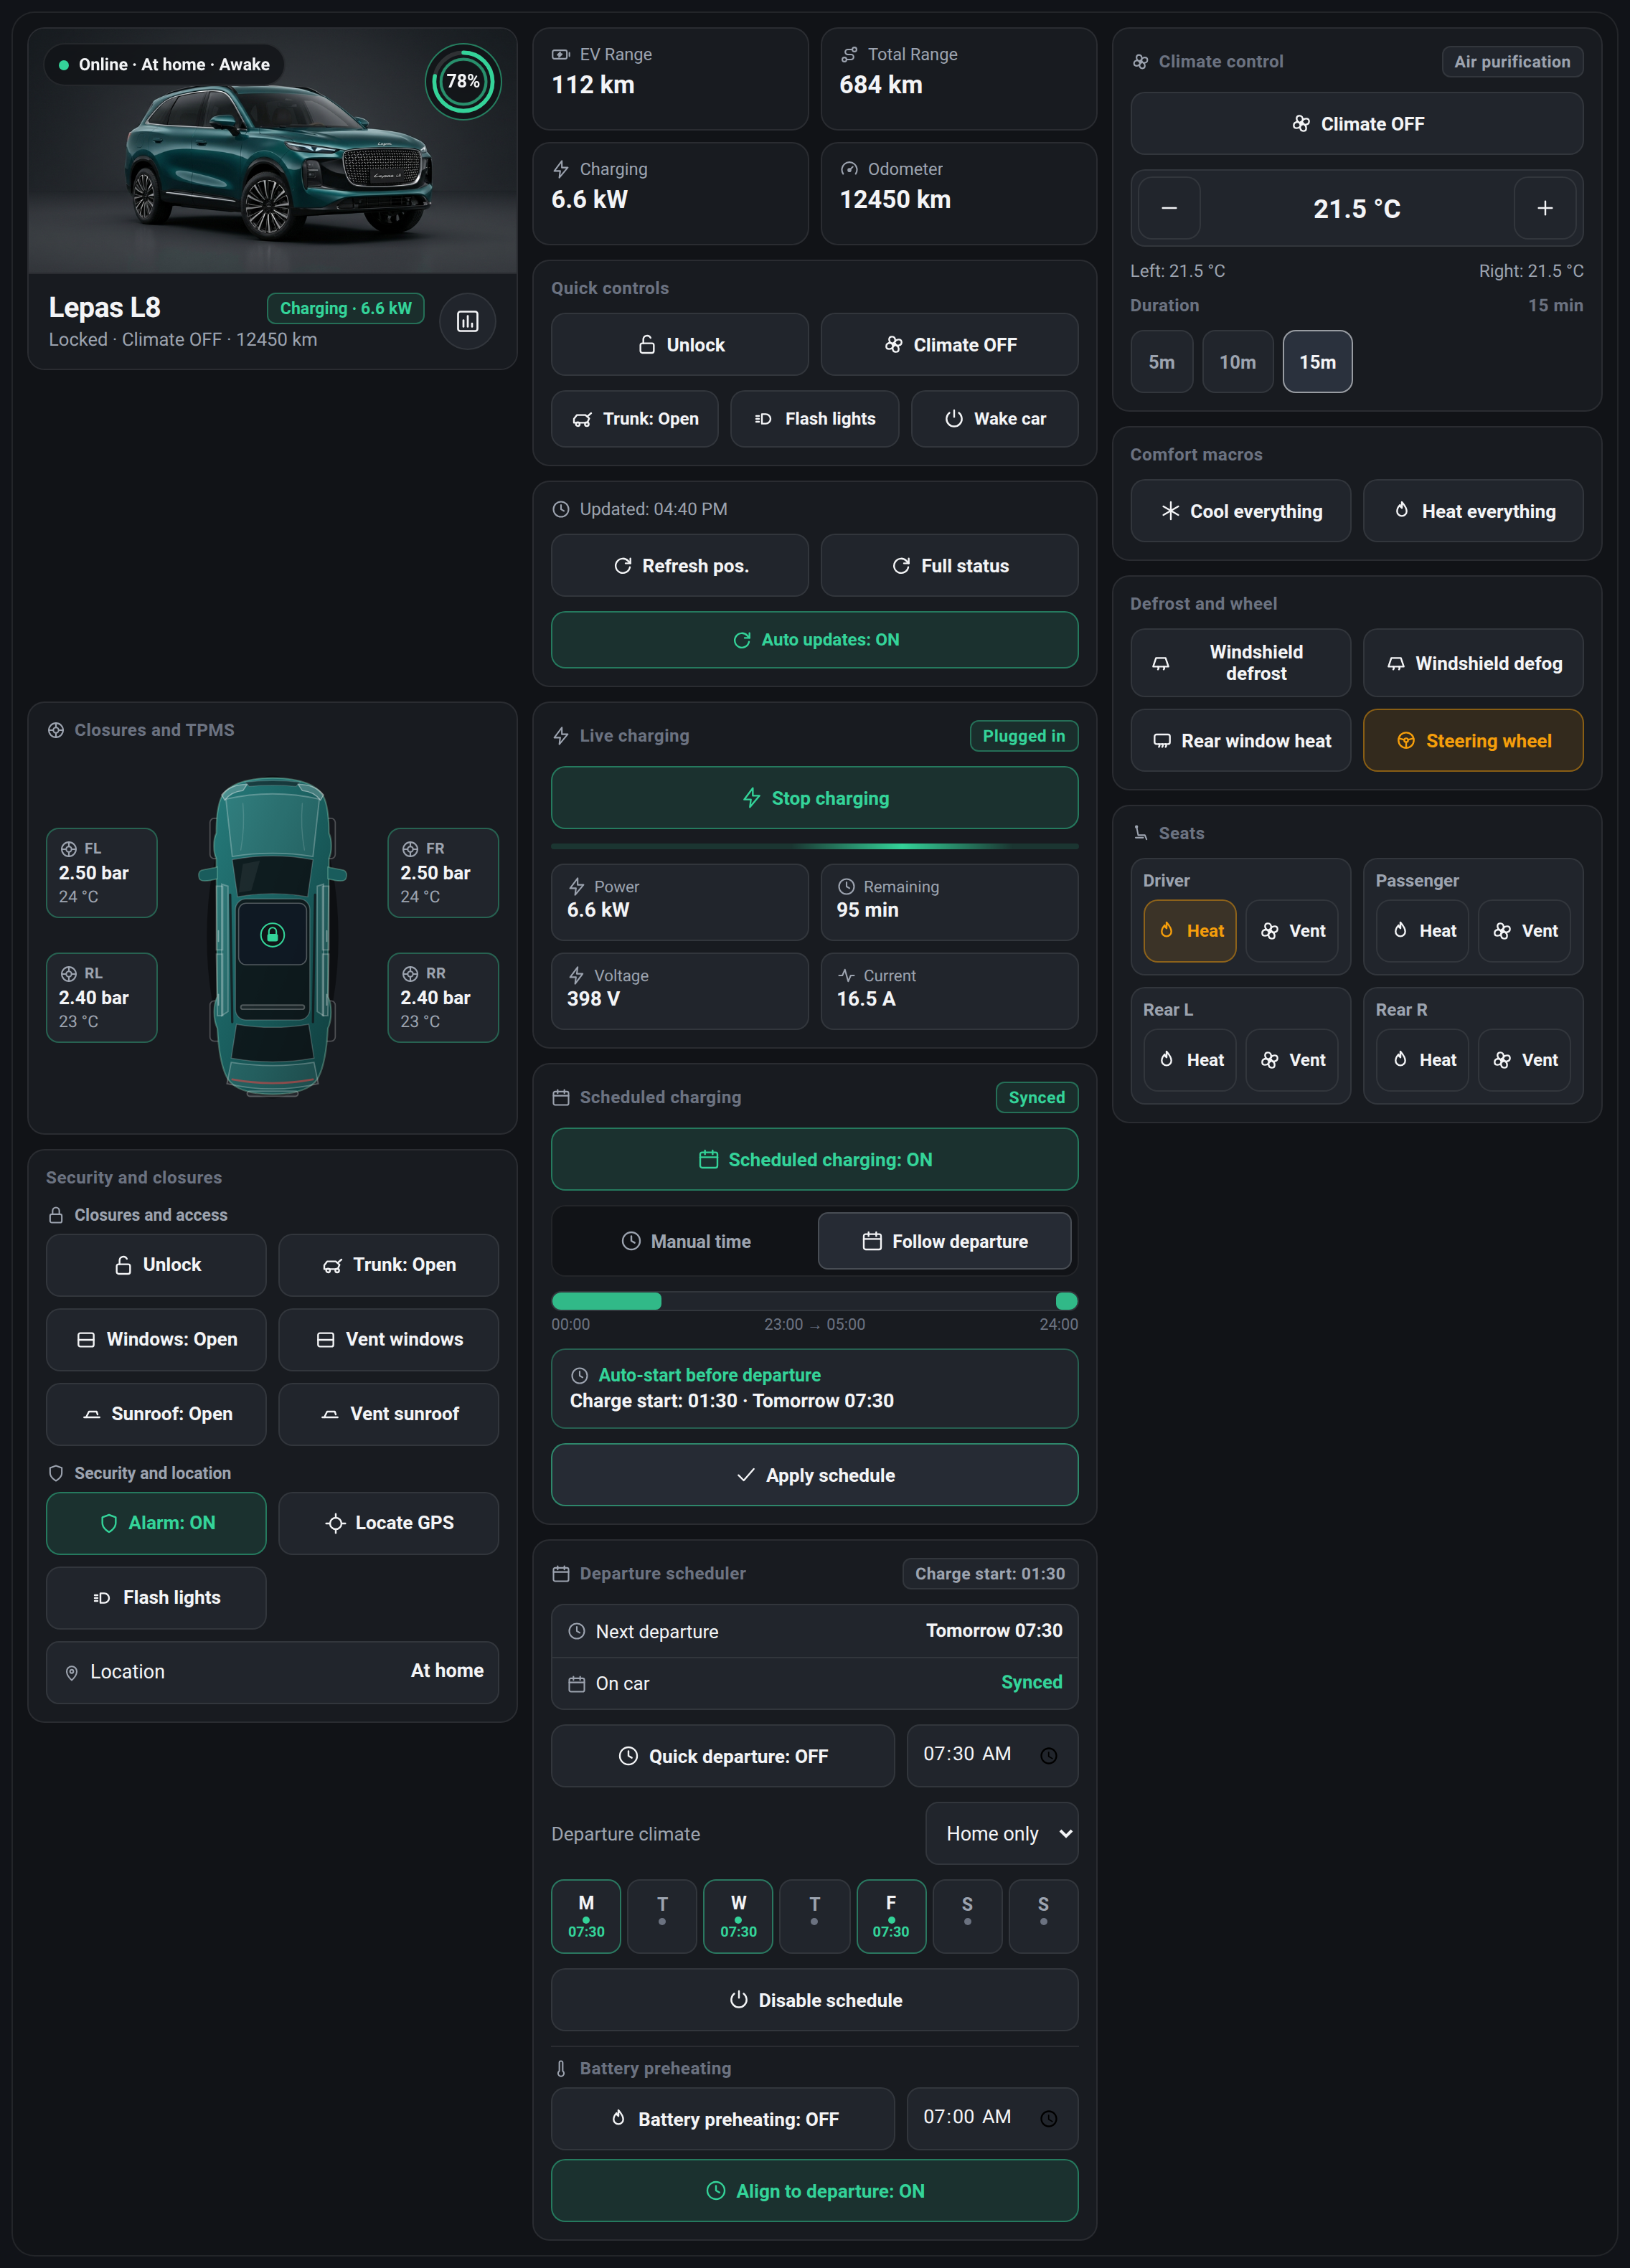 Online · At home · Awake
78%
Lepas L8
Charging · 6.6 kW
Locked · Climate OFF · 12450 km
EV Range
112 km
Total Range
684 km
Charging
6.6 kW
Odometer
12450 km
Quick controls
Unlock
Climate OFF
Trunk: Open
Flash lights
Wake car
Updated: 04:40 PM
Refresh pos.
Full status
Auto updates: ON
Climate control
Air purification
Climate OFF
− 21.5 °C +
Left: 21.5 °C
Right: 21.5 °C
Duration
15 min
5m
10m
15m
Comfort macros
Cool everything
Heat everything
Defrost and wheel
Windshield
defrost
Windshield defog
Rear window heat
Steering wheel
Seats
Driver
Heat
Vent
Passenger
Heat
Vent
Rear L
Heat
Vent
Rear R
Heat
Vent
Closures and TPMS
FL
2.50 bar
24 °C
FR
2.50 bar
24 °C
RL
2.40 bar
23 °C
RR
2.40 bar
23 °C
Security and closures
Closures and access
Unlock
Trunk: Open
Windows: Open
Vent windows
Sunroof: Open
Vent sunroof
Security and location
Alarm: ON
Locate GPS
Flash lights
Location
At home
Live charging
Plugged in
Stop charging
Power
6.6 kW
Remaining
95 min
Voltage
398 V
Current
16.5 A
Scheduled charging
Synced
Scheduled charging: ON
Manual time
Follow departure
00:00
23:00 → 05:00
24:00
Auto-start before departure
Charge start: 01:30 · Tomorrow 07:30
Apply schedule
Departure scheduler
Charge start: 01:30
Next departure
Tomorrow 07:30
On car
Synced
Quick departure: OFF
07:30 AM
Departure climate
Home only
M
07:30
T
W
07:30
T
F
07:30
S
S
Disable schedule
Battery preheating
Battery preheating: OFF
07:00 AM
Align to departure: ON